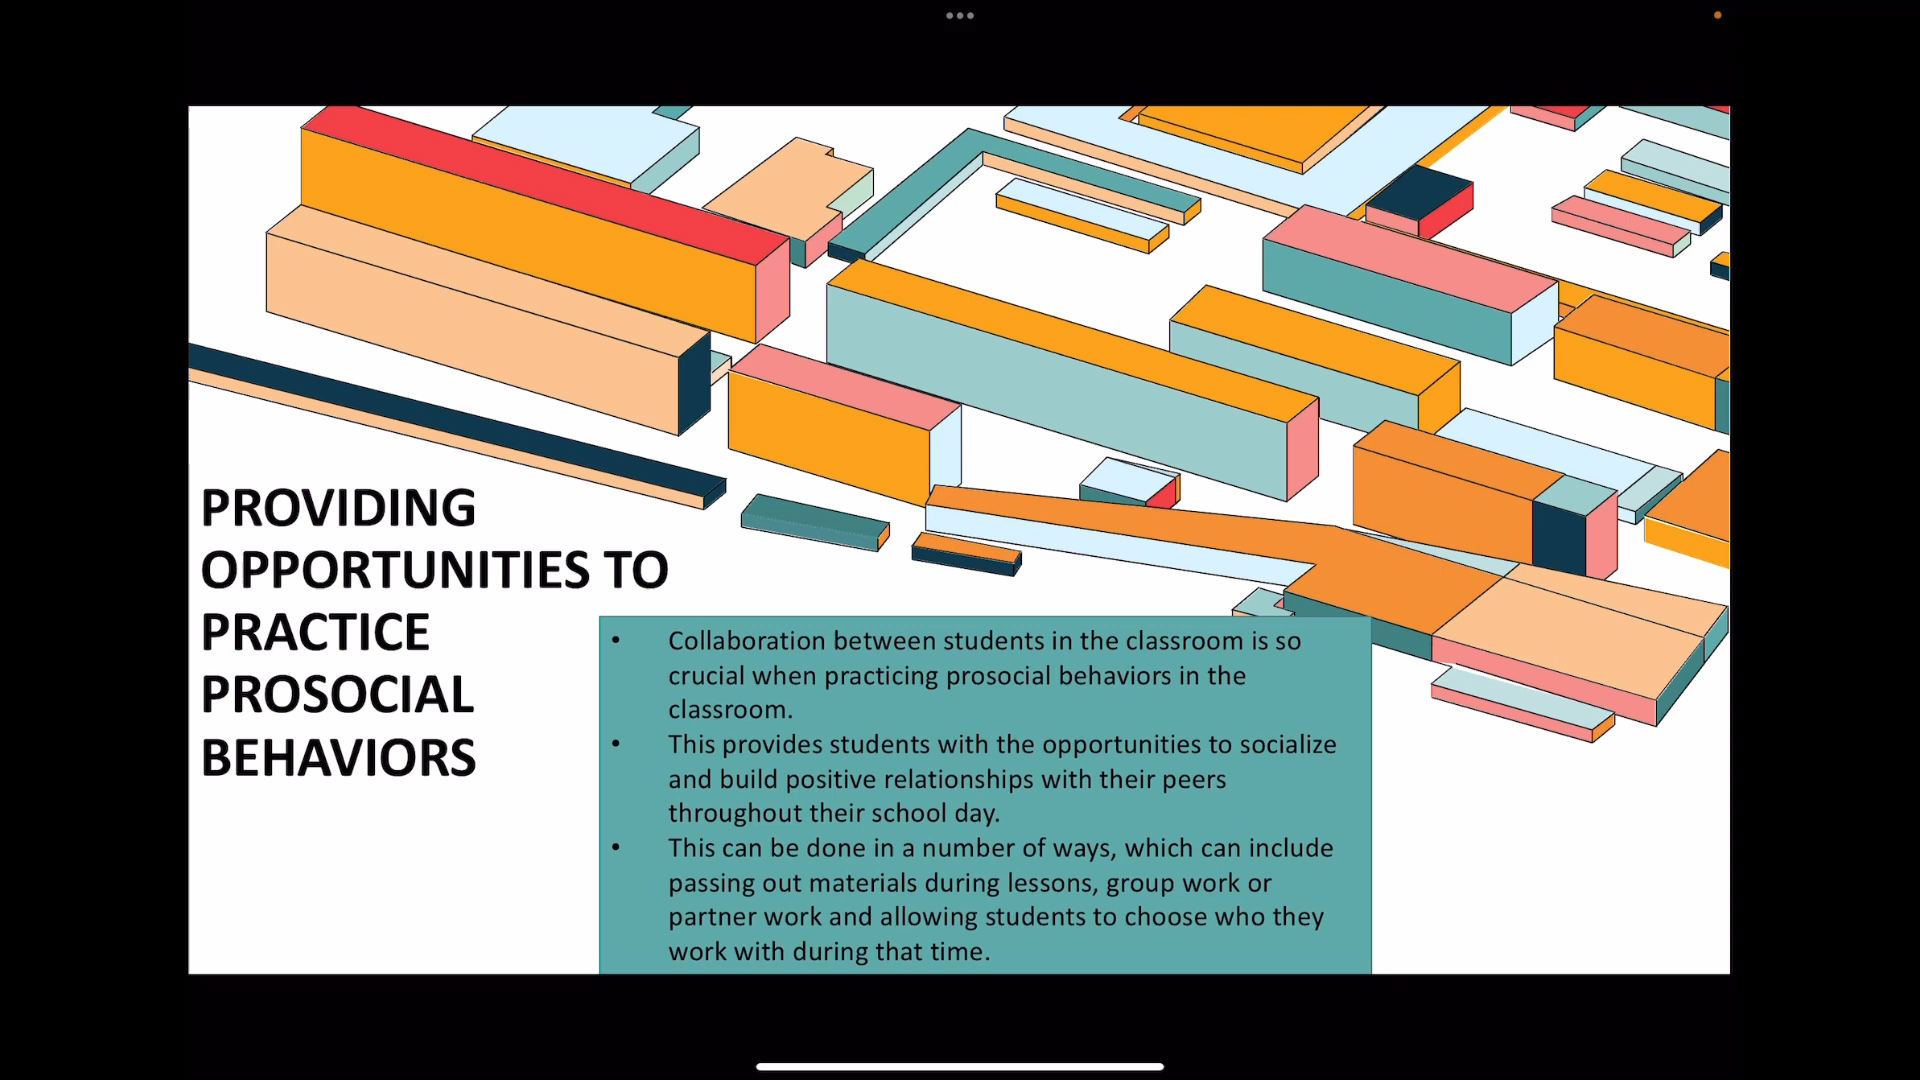 PROVIDING
OPPORTUNITIES TO
PRACTICE
PROSOCIAL
BEHAVIORS
• Collaboration between students in the classroom is so
crucial when practicing prosocial behaviors in the
classroom.
• This provides students with the opportunities to socialize
and build positive relationships with their peers
throughout their school day.
• This can be done in a number of ways, which can include
passing out materials during lessons, group work or
partner work and allowing students to choose who they
work with during that time.